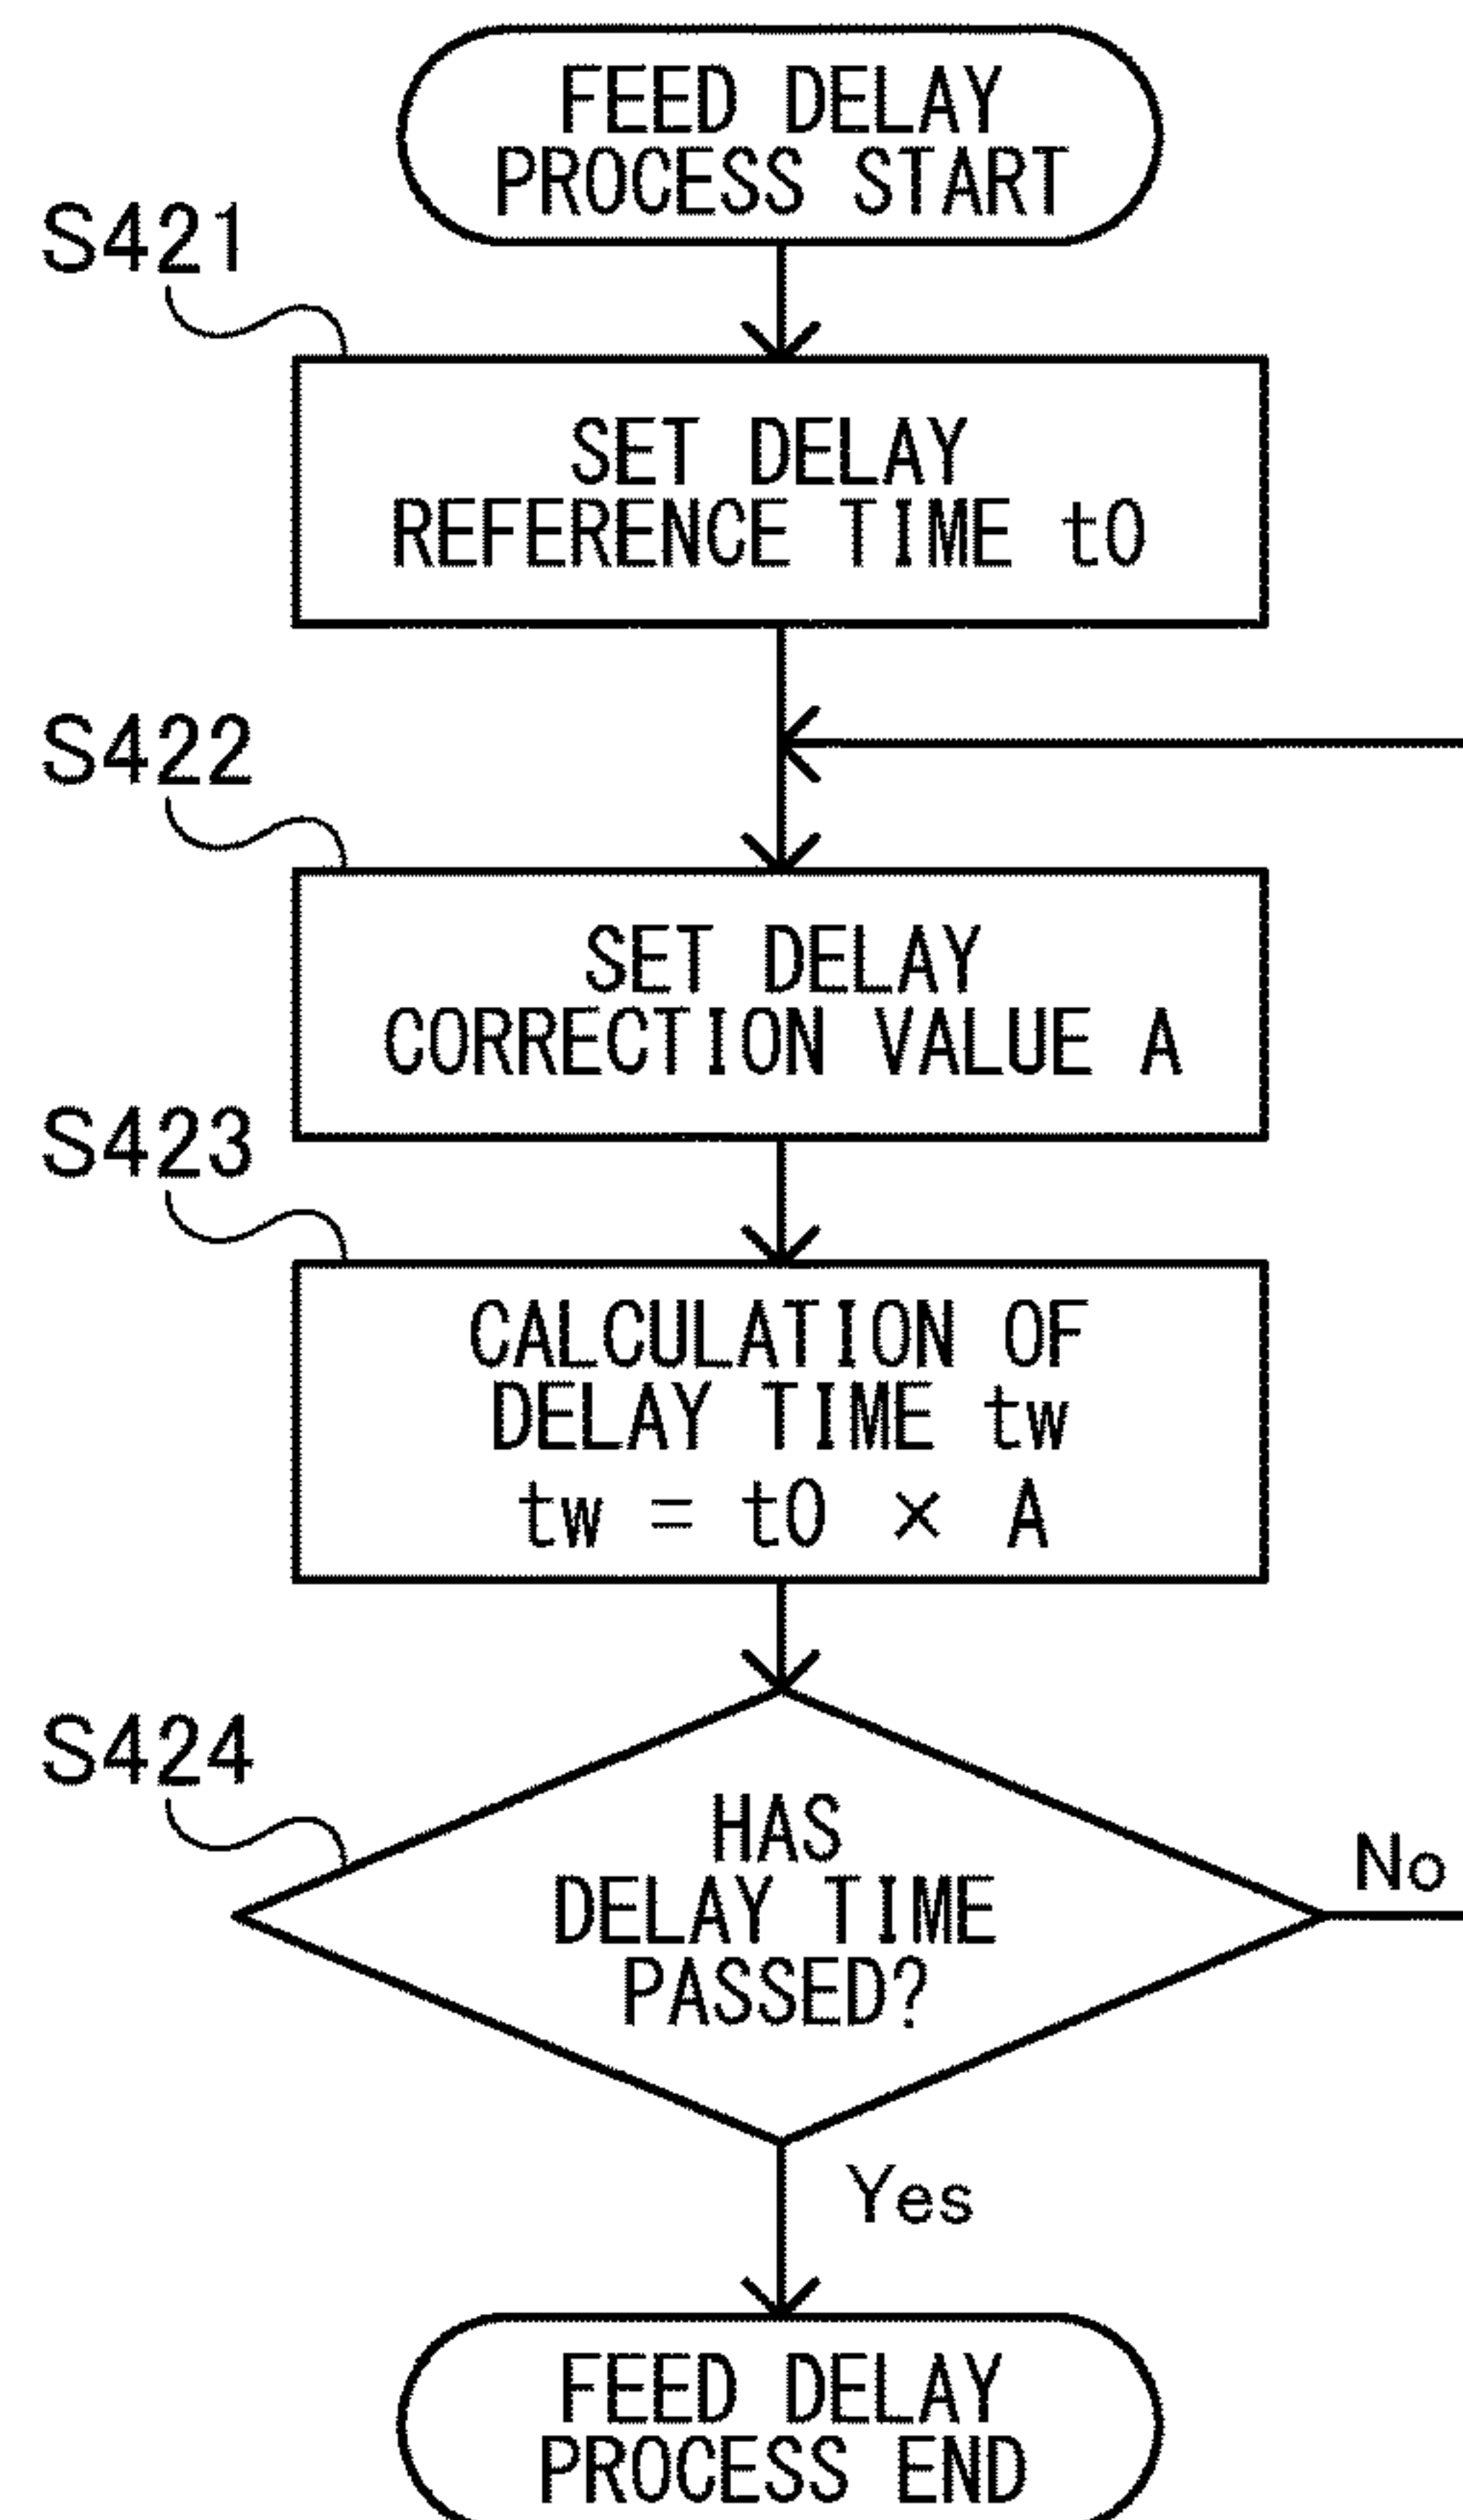 FEED DELAY
PROCESS START
S421
SET DELAY
REFERENCE TIME t0
S422
SET DELAY
CORRECTION VALUE A
S423
CALCULATION OF
DELAY TIME tw
tw = t0 × A
S424
HAS
DELAY TIME
PASSED?
No
Yes
FEED DELAY
PROCESS END